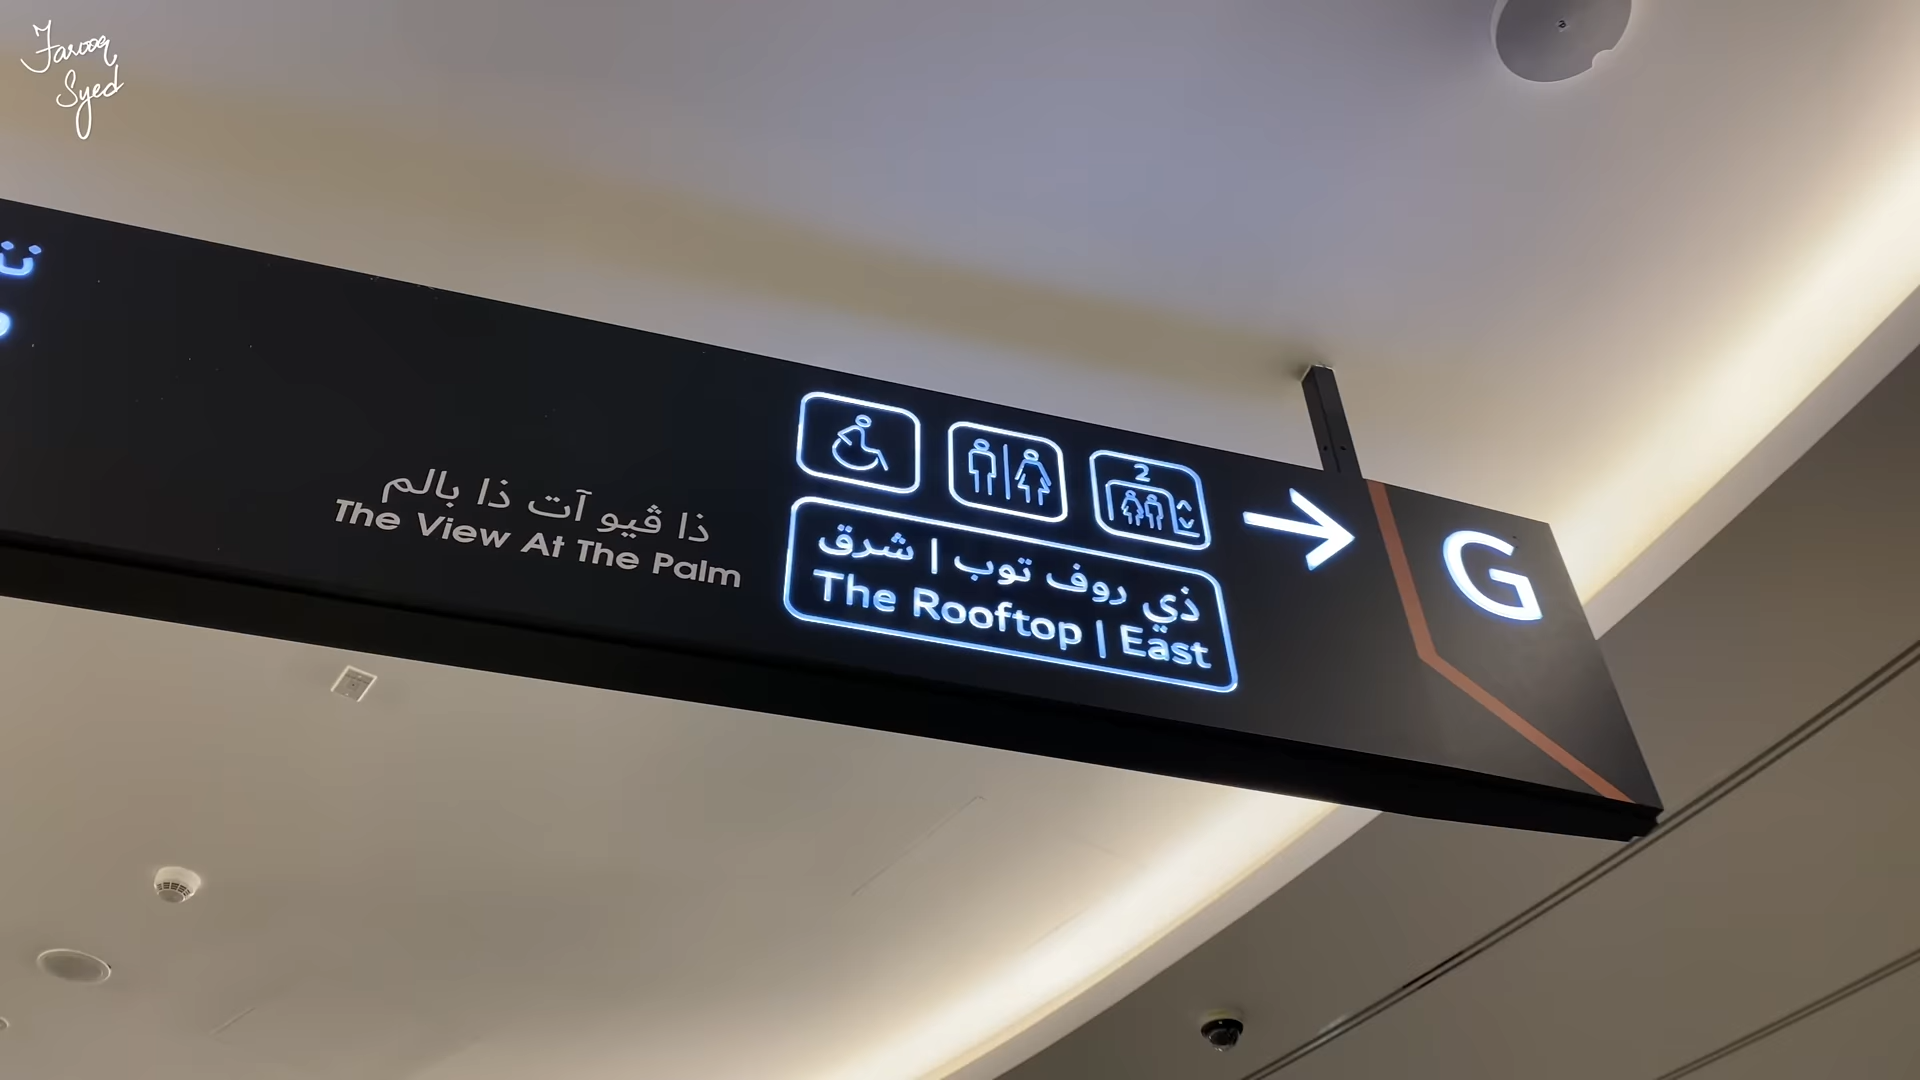 Farooq
Syed
ذا ڤيو آت ذا بالم
The View At The Palm
2
ذي روف توب | شرق
The Rooftop | East
G